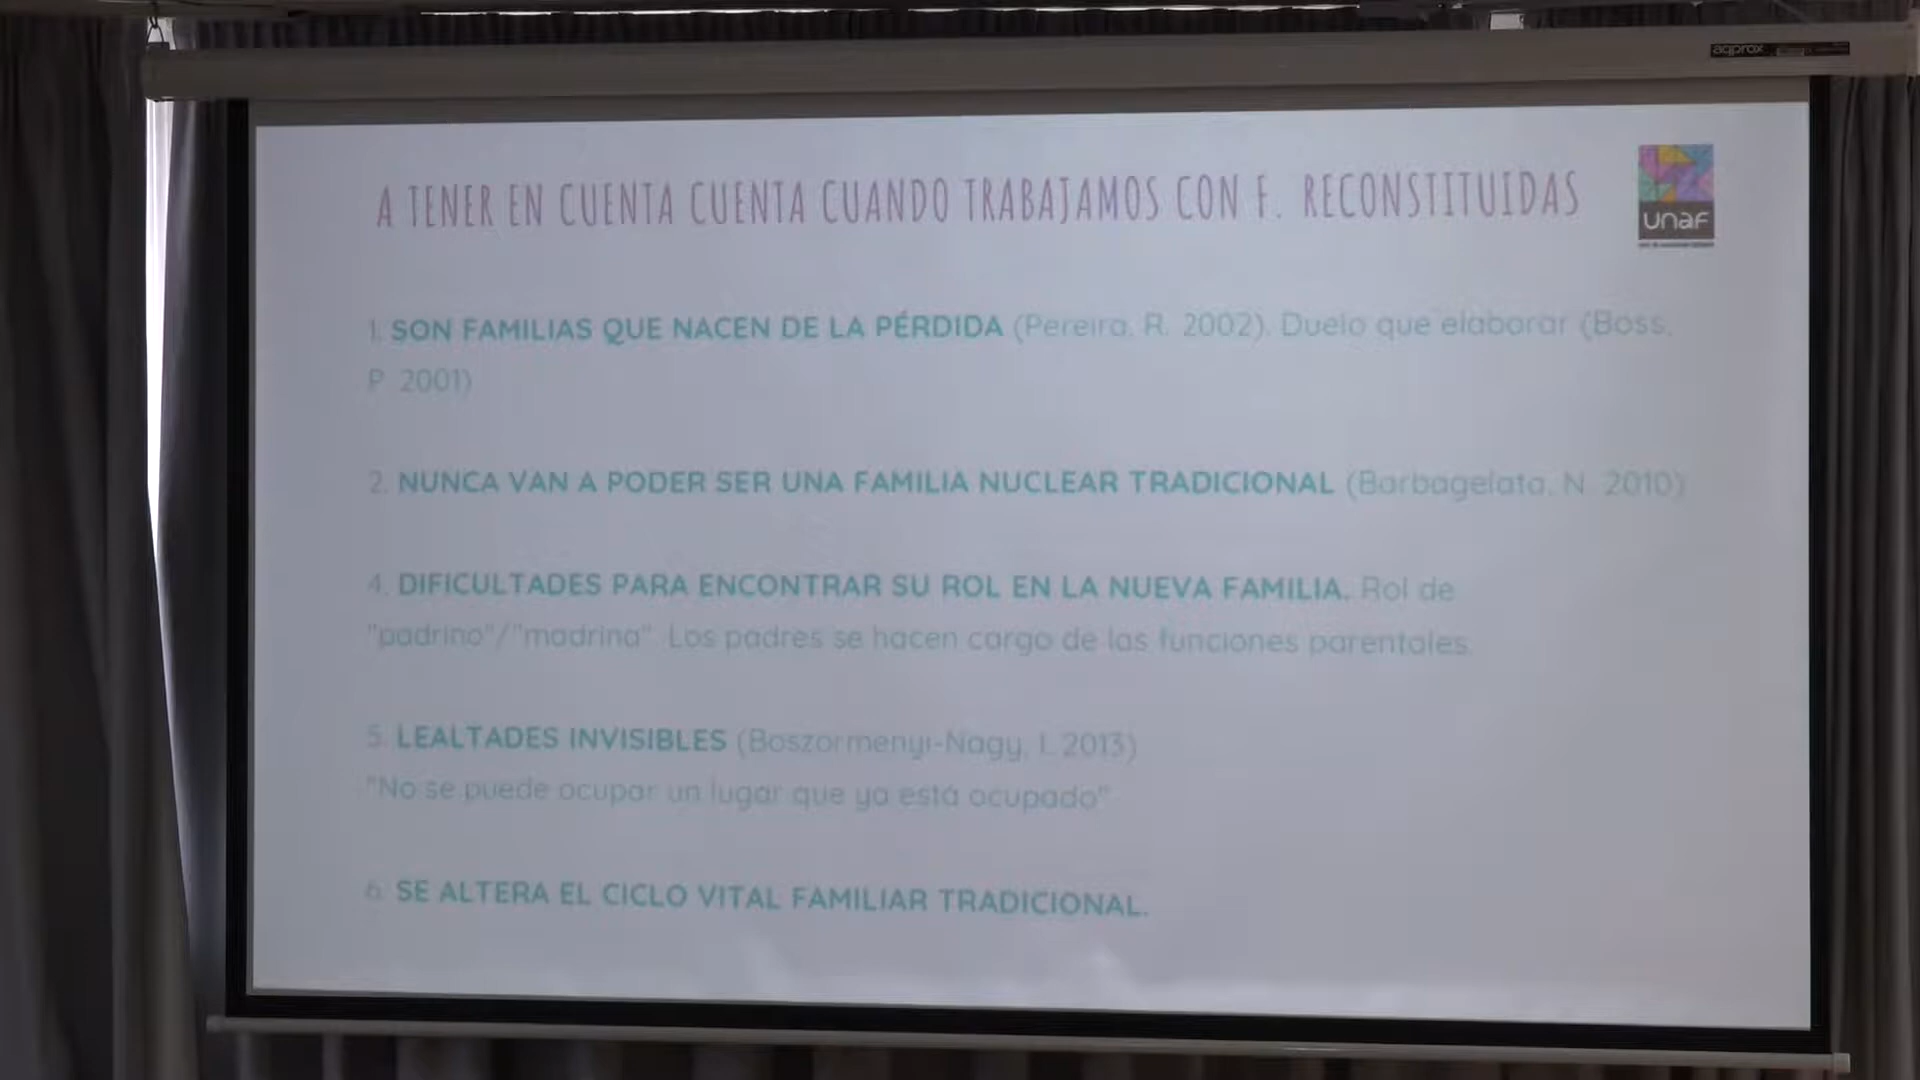 aqprox
A TENER EN CUENTA CUENTA CUANDO TRABAJAMOS CON F. RECONSTITUIDAS
unaf
1. SON FAMILIAS QUE NACEN DE LA PÉRDIDA (Pereira, R. 2002). Duelo que elaborar (Boss,
P. 2001)
2. NUNCA VAN A PODER SER UNA FAMILIA NUCLEAR TRADICIONAL (Barbagelata, N. 2010)
4. DIFICULTADES PARA ENCONTRAR SU ROL EN LA NUEVA FAMILIA. Rol de
"padrino"/"madrina". Los padres se hacen cargo de las funciones parentales.
5. LEALTADES INVISIBLES (Boszormenyi-Nagy, I. 2013)
"No se puede ocupar un lugar que ya está ocupado"
6. SE ALTERA EL CICLO VITAL FAMILIAR TRADICIONAL.